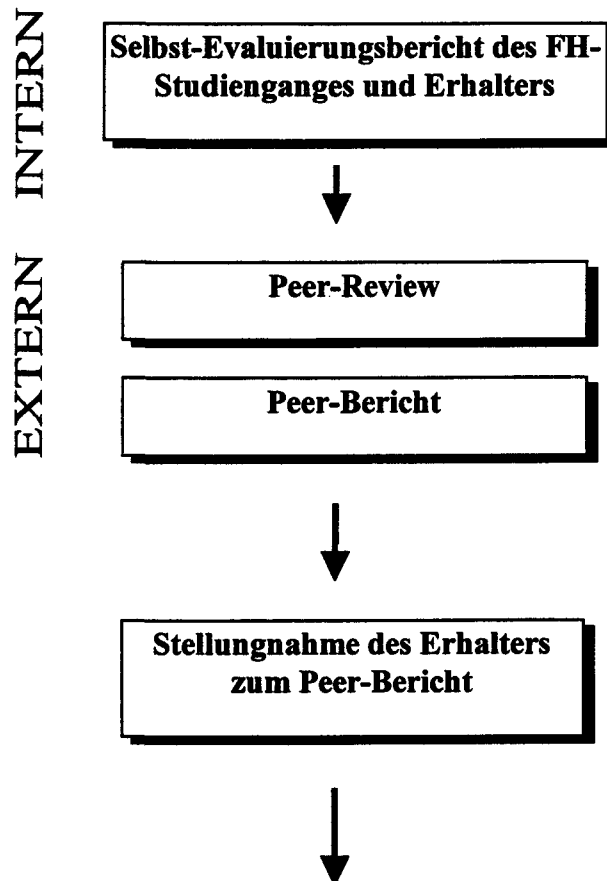 INTERN
Selbst-Evaluierungsbericht des FH-
Studienganges und Erhalters
EXTERN
Peer-Review
Peer-Bericht
Stellungnahme des Erhalters
zum Peer-Bericht